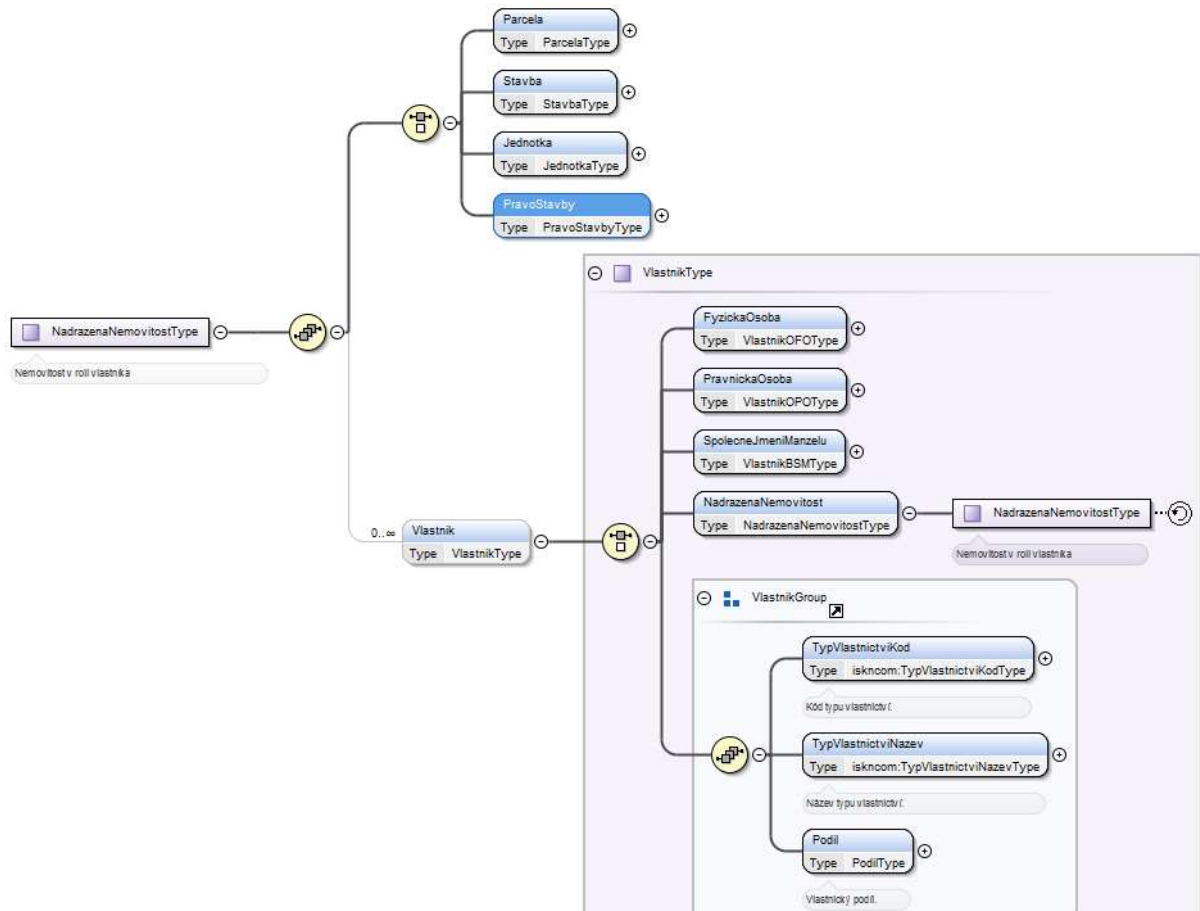 Parcela
Type ParcelaType
Stavba
Type StavbaType
Jednotka
Type JednotkaType
PravoStavby
Type PravoStavbyType
NadrazenaNemovitostType
Nemovitost v roli vlastnika
0..∞
Vlastnik
Type VlastnikType
VlastnikType
FyzickaOsoba
Type VlastnikOFOType
PravnickaOsoba
Type VlastnikOPOType
SpolecneJmeniManzelu
Type VlastnikBSMType
NadrazenaNemovitost
Type NadrazenaNemovitostType
NadrazenaNemovitostType
Nemovitost v roli vlastnika
VlastnikGroup
TypVlastnictviKod
Type iskncom:TypVlastnictviKodType
Kód typu vlastnictví.
TypVlastnictviNazev
Type iskncom:TypVlastnictviNazevType
Název typu vlastnictví.
Podil
Type PodilType
Vlastnický podíl.